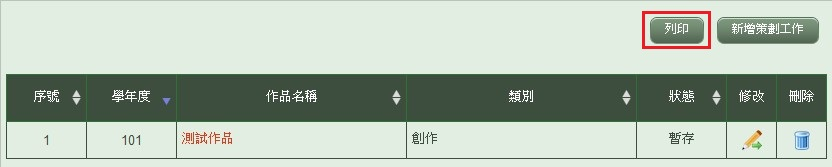 列印 新增策劃工作
序號 學年度 作品名稱 類別 狀態 修改 刪除
1 101 測試作品 創作 暫存